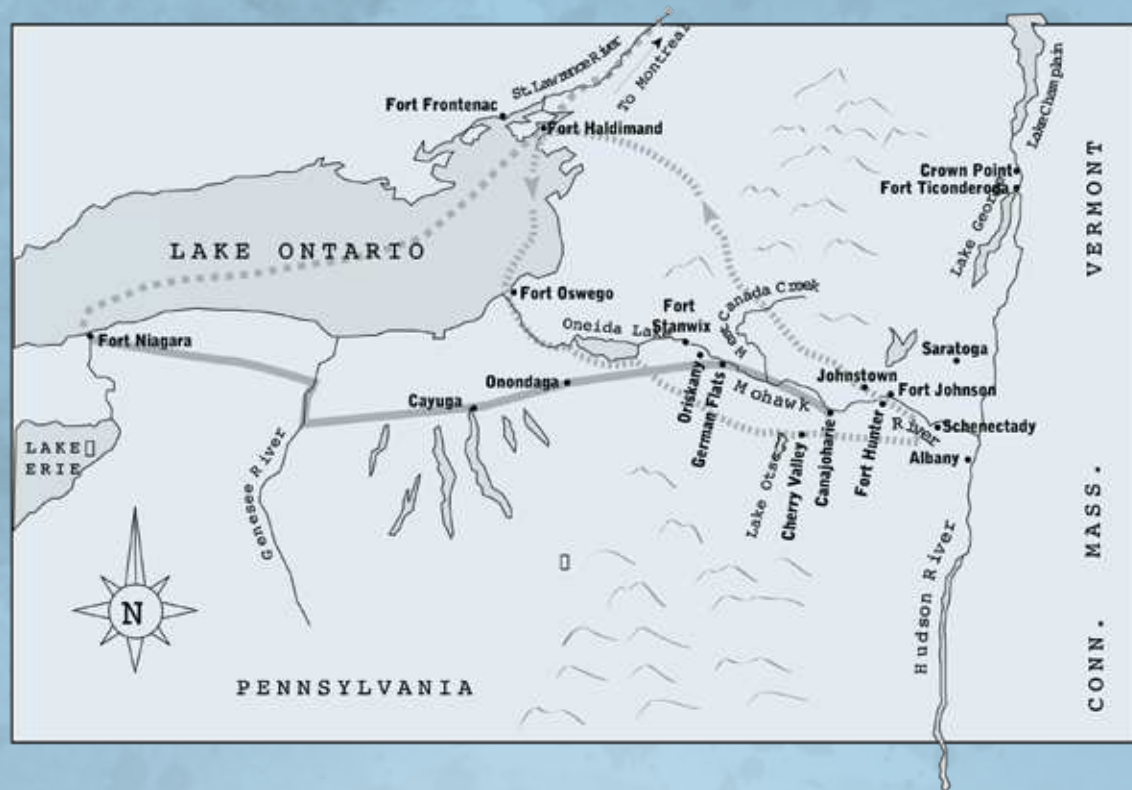 St. Lawrence River
To Montreal
Fort Frontenac
Fort Haldimand
Lake Champlain
Crown Point
Fort Ticonderoga
Lake George
VERMONT
LAKE ONTARIO
Fort Oswego
Canada Creek
Fort
Stanwix
Oneida Lake
Fort Niagara
Saratoga
Johnstown
Fort Johnson
Onondaga
Oriskany
German Flats
Mohawk
River
Cayuga
Schenectady
Albany
Fort Hunter
Canajoharie
Cherry Valley
Lake Otse
LAKE
ERIE
Genesee River
MASS.
Hudson River
N
CONN.
PENNSYLVANIA